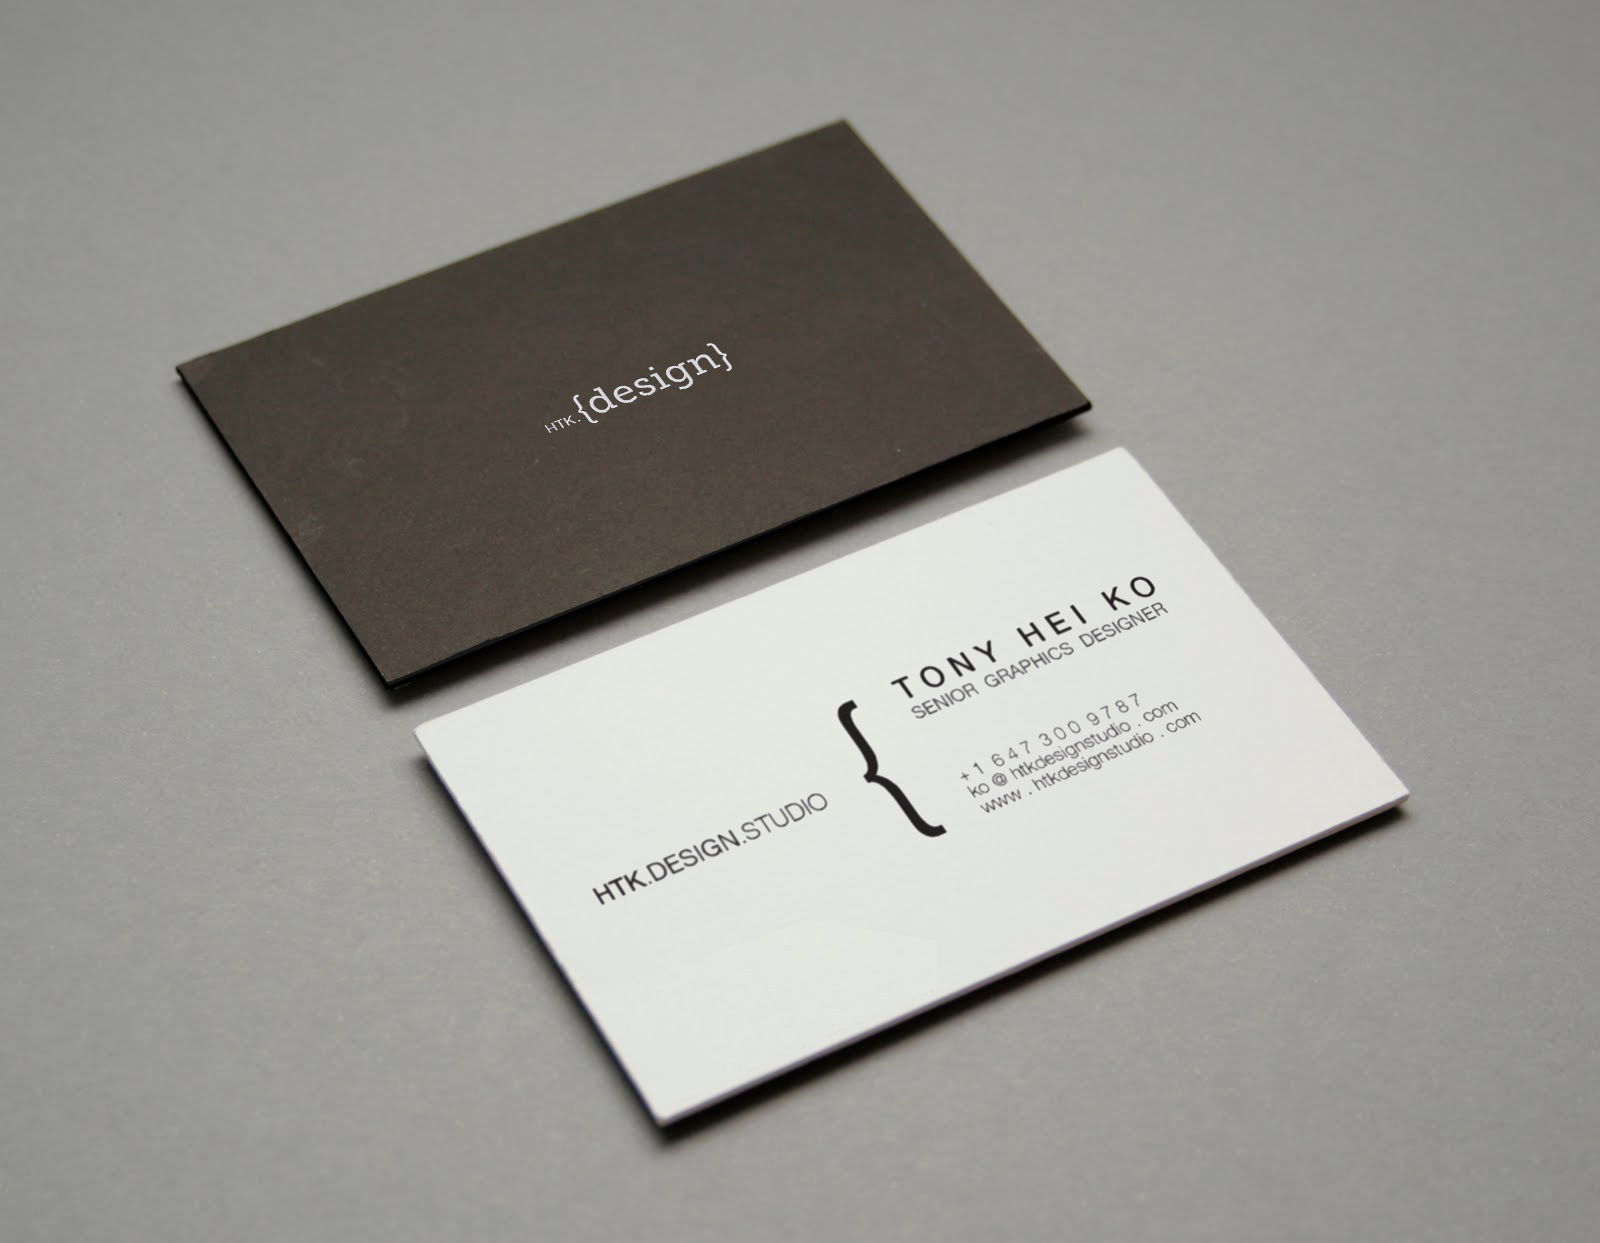 HTK.{design}
TONY HEI KO
SENIOR GRAPHICS DESIGNER
HTK.DESIGN.STUDIO {
+1 647 300 9787
ko @ htkdesignstudio . com
www . htkdesignstudio . com